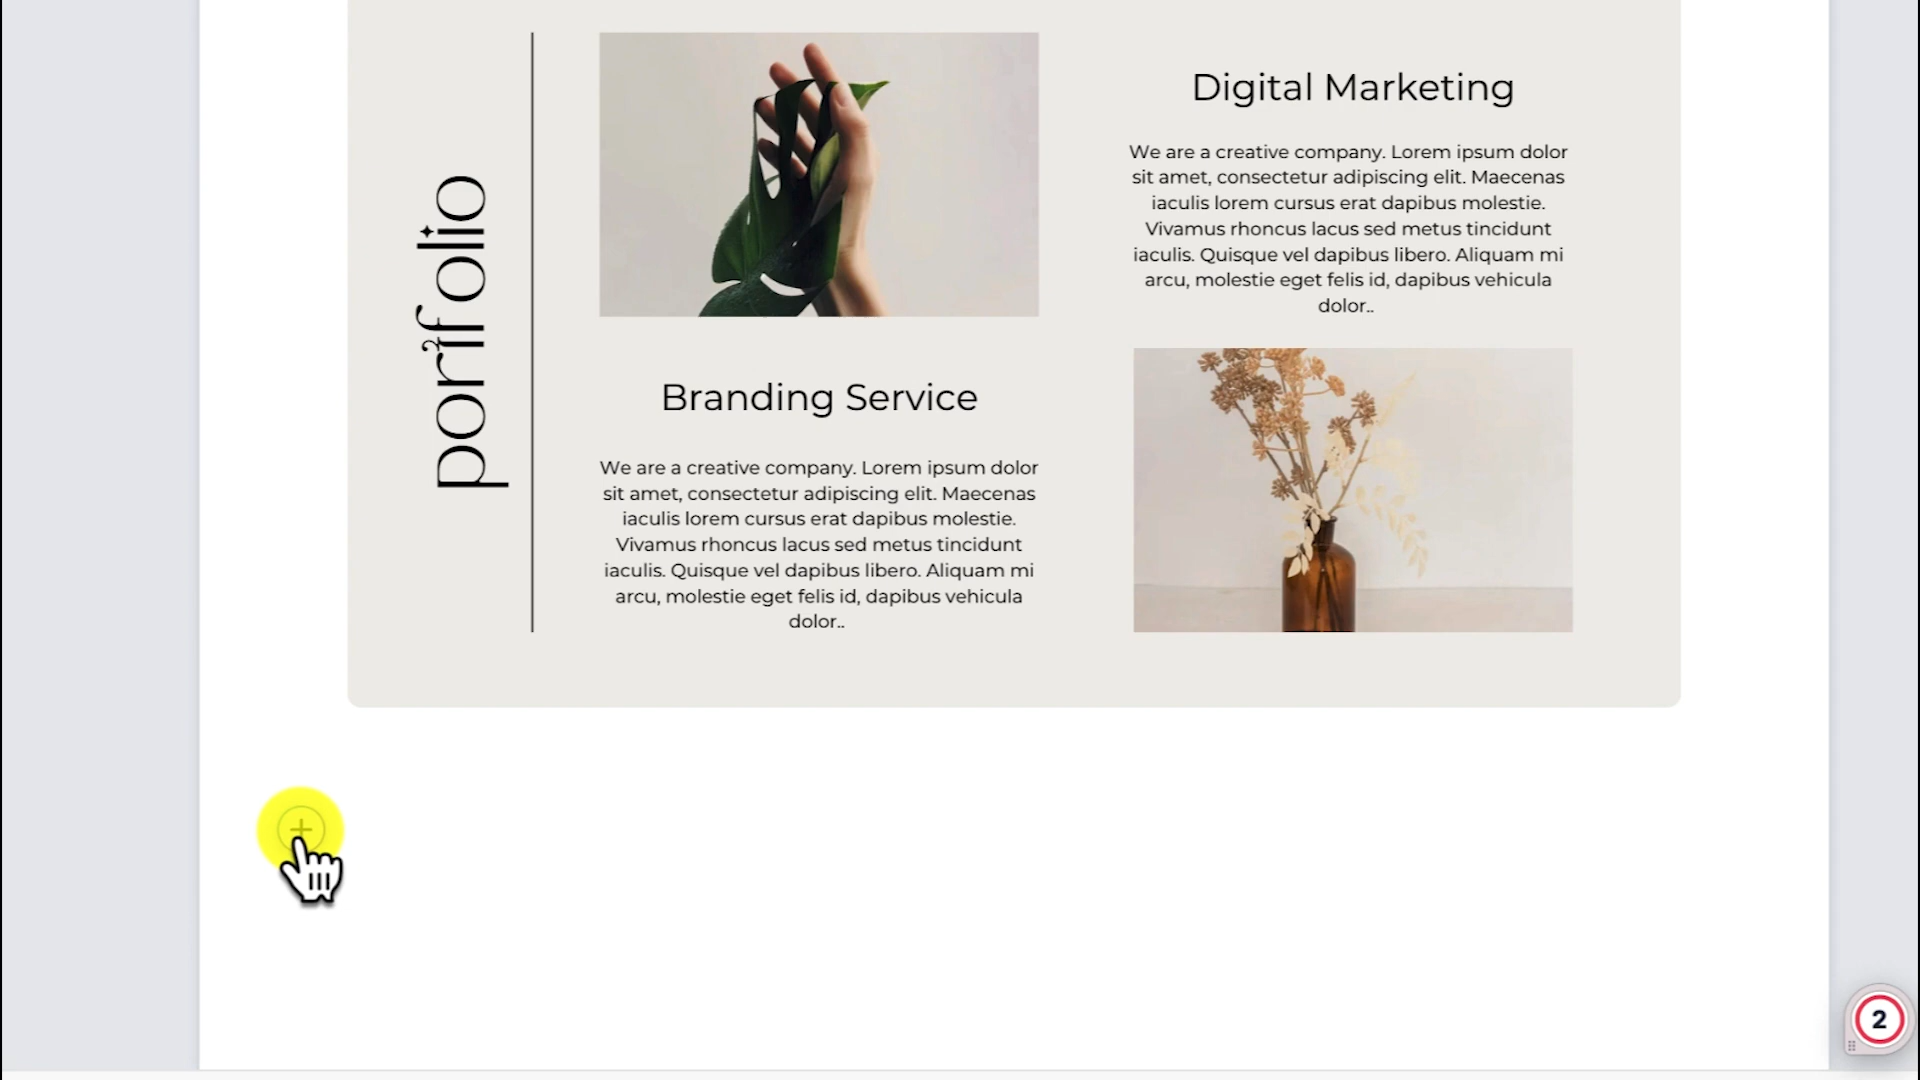 portfolio
Digital Marketing
We are a creative company. Lorem ipsum dolor
sit amet, consectetur adipiscing elit. Maecenas
iaculis lorem cursus erat dapibus molestie.
Vivamus rhoncus lacus sed metus tincidunt
iaculis. Quisque vel dapibus libero. Aliquam mi
arcu, molestie eget felis id, dapibus vehicula
dolor..
Branding Service
We are a creative company. Lorem ipsum dolor
sit amet, consectetur adipiscing elit. Maecenas
iaculis lorem cursus erat dapibus molestie.
Vivamus rhoncus lacus sed metus tincidunt
iaculis. Quisque vel dapibus libero. Aliquam mi
arcu, molestie eget felis id, dapibus vehicula
dolor..
2